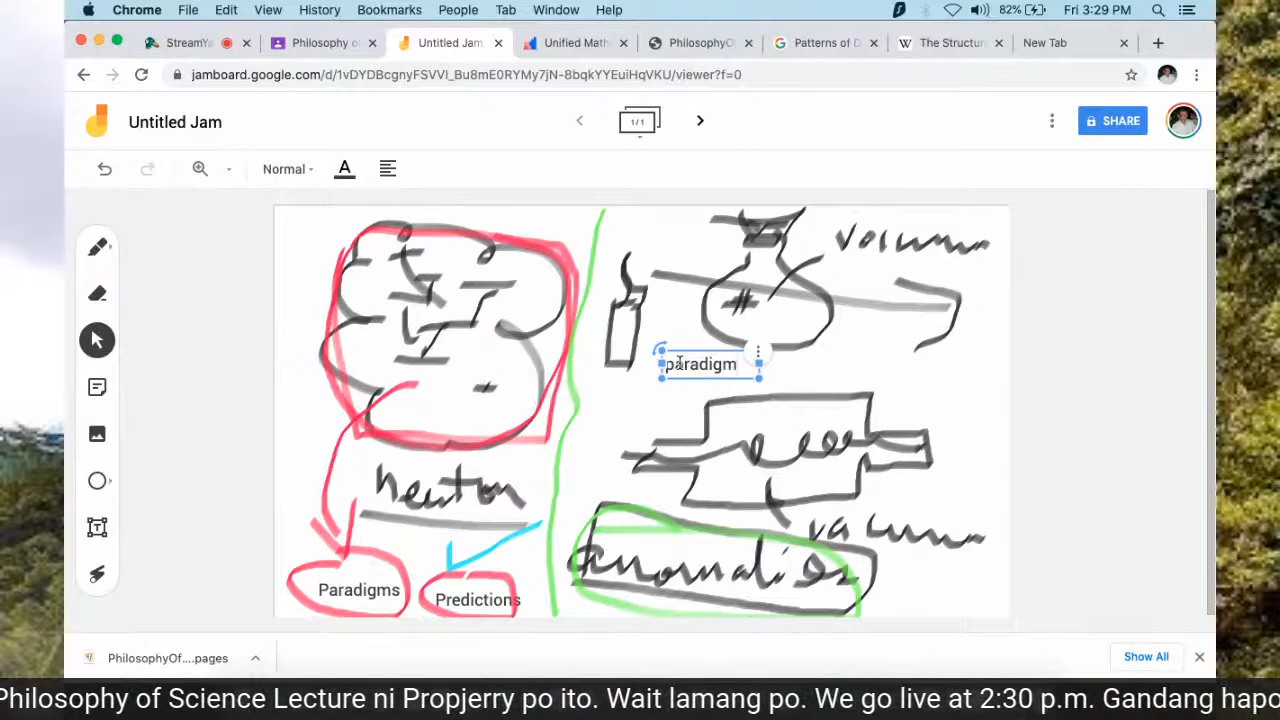 Chrome File Edit View History Bookmarks People Tab Window Help 82% Fri 3:29 PM
StreamYa Philosophy of Untitled Jam Unified Math PhilosophyO Patterns of D The Structur New Tab
jamboard.google.com/d/1vDYDBcgnyFSVVI_Bu8mE0RYMy7jN-8bqkYYEuiHqVKU/viewer?f=0
Untitled Jam 1/1 SHARE
Normal A
vacuum
paradigm
newton
vacuum
Anomalies
Paradigms Predictions
PhilosophyOf....pages Show All
Philosophy of Science Lecture ni Propjerry po ito. Wait lamang po. We go live at 2:30 p.m. Gandang hapo